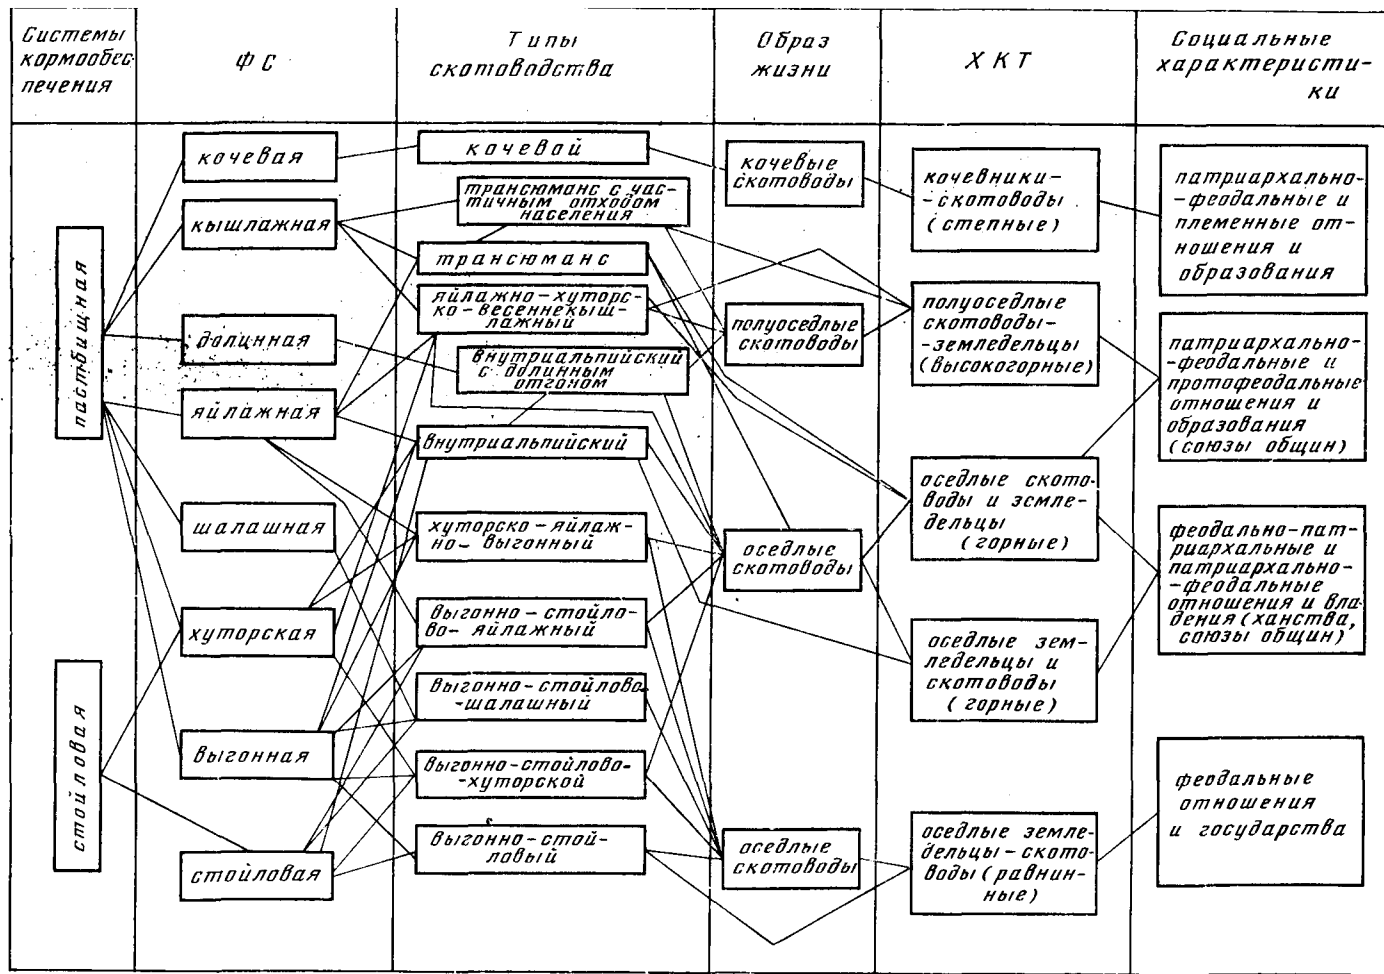 Системы
кормообес-
печения
ФС
Типы
скотоводства
Образ
жизни
ХКТ
Социальные
характеристи-
ки
пастбищная
стойловая
кочевая
кышлажная
долинная
яйлажная
шалашная
хуторская
выгонная
стойловая
кочевой
трансюманс с час-
тичным отходом
населения
трансюманс
яйлажно-хуторс-
ко-весеннекыш-
лажный
внутриальпийский
с долинным
отгоном
внутриальпийский
хуторско-яйлаж-
но-выгонный
выгонно-стойло-
во-яйлажный
выгонно-стойлово-
-шалашный
выгонно-стойлово-
-хуторской
выгонно-стой-
ловый
кочевые
скотоводы
полуоседлые
скотоводы
оседлые
скотоводы
оседлые
скотоводы
кочевники-
-скотоводы
(степные)
полуоседлые
скотоводы-
-земледельцы
(высокогорные)
оседлые ското-
воды и земле-
дельцы
(горные)
оседлые зем-
ледельцы и
скотоводы
(горные)
оседлые земле-
дельцы-ското-
воды (равнин-
ные)
патриархально-
-феодальные и
племенные от-
ношения и
образования
патриархально-
-феодальные и
протофеодальные
отношения и
образования
(союзы общин)
феодально-пат-
риархальные и
патриархально-
-феодальные
отношения и вла-
дения (ханства,
союзы общин)
феодальные
отношения
и государства